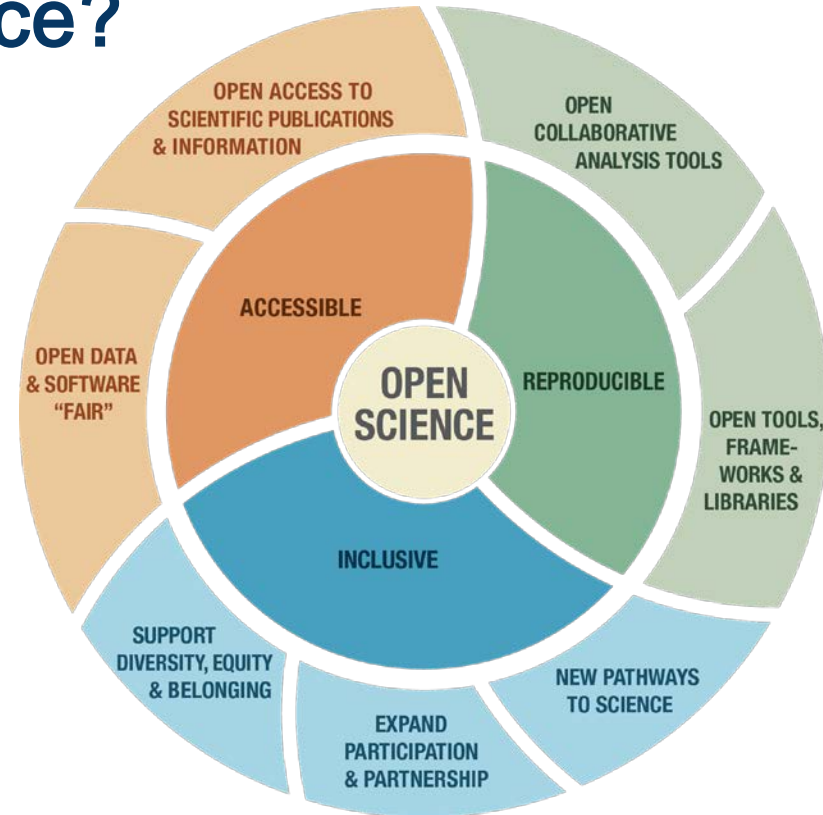 ce?
OPEN ACCESS TO
SCIENTIFIC PUBLICATIONS
& INFORMATION
OPEN
COLLABORATIVE
ANALYSIS TOOLS
ACCESSIBLE
OPEN DATA
& SOFTWARE
“FAIR”
OPEN
SCIENCE
REPRODUCIBLE
OPEN TOOLS,
FRAME-
WORKS &
LIBRARIES
INCLUSIVE
SUPPORT
DIVERSITY, EQUITY
& BELONGING
EXPAND
PARTICIPATION
& PARTNERSHIP
NEW PATHWAYS
TO SCIENCE